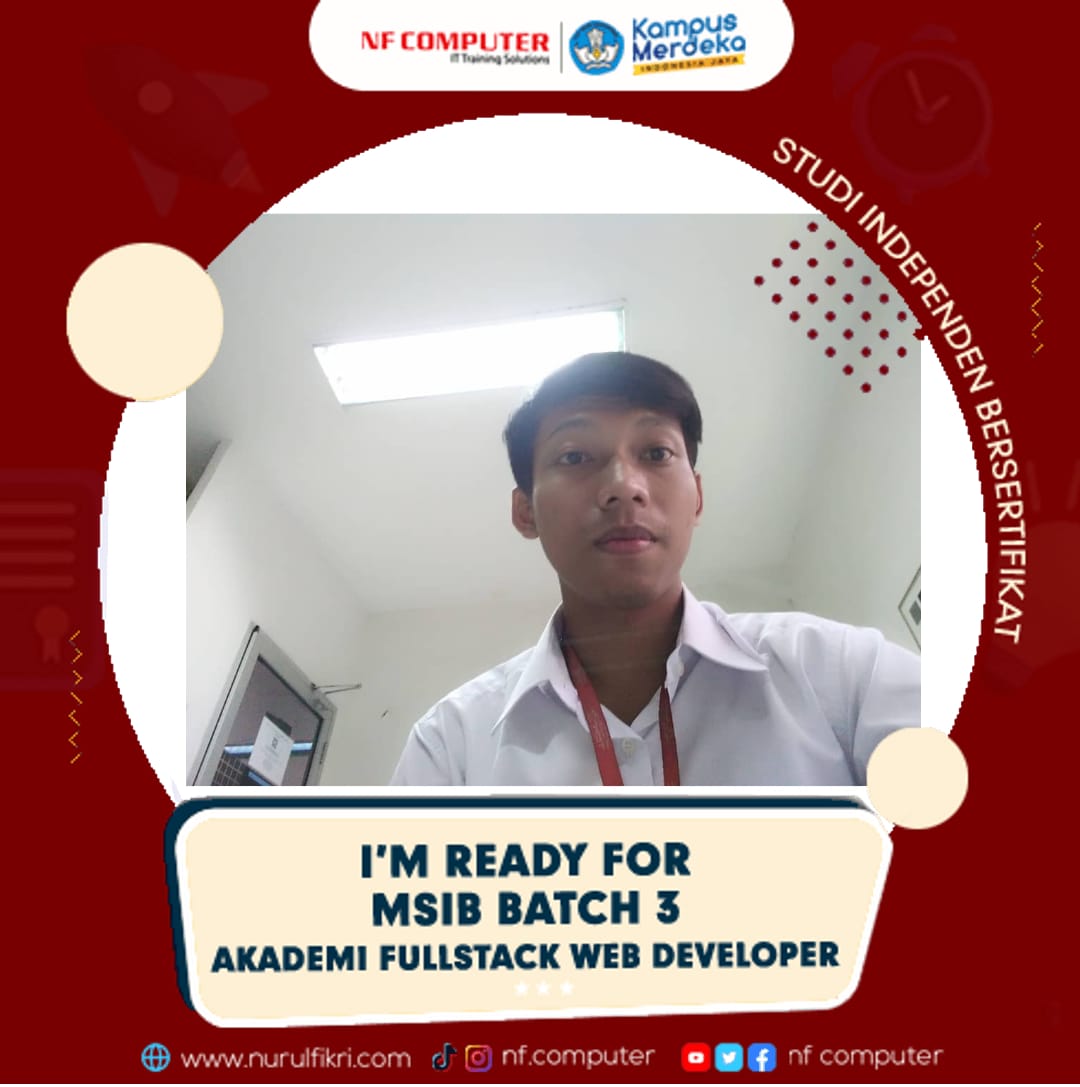 NF COMPUTER
IT Training Solutions
Kampus
Merdeka
INDONESIA JAYA
STUDI INDEPENDEN BERSERTIFIKAT
I'M READY FOR
MSIB BATCH 3
AKADEMI FULLSTACK WEB DEVELOPER
www.nurulfikri.com nf.computer nf computer